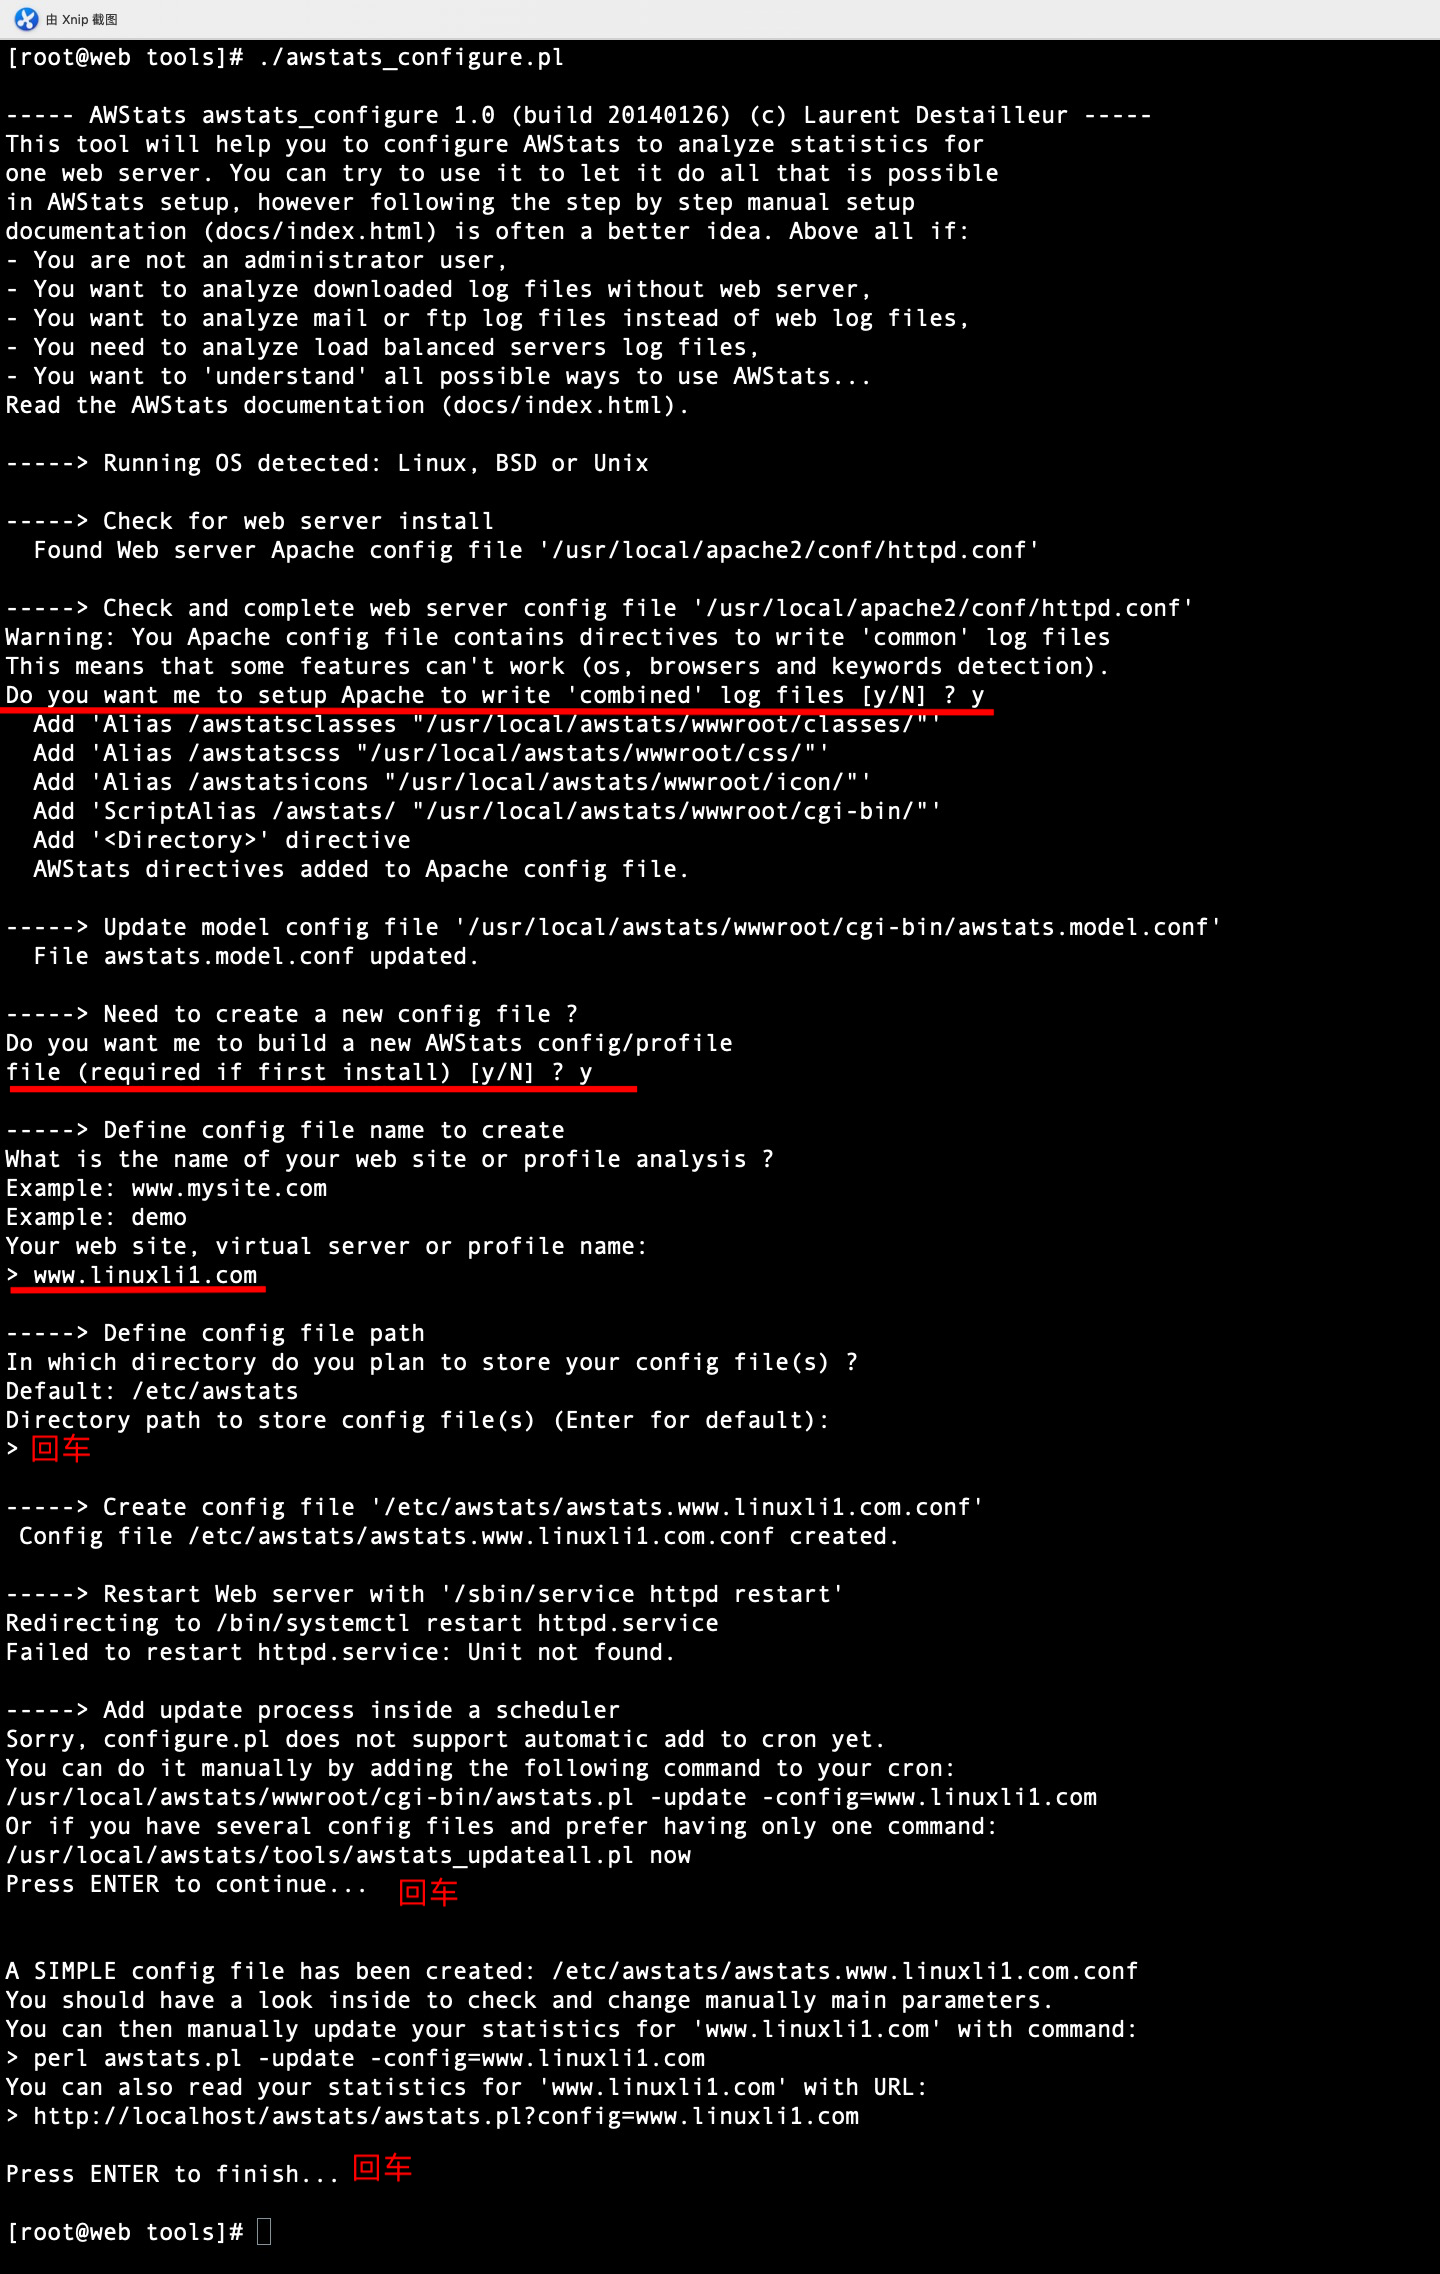 由 Xnip 截图
[root@web tools]# ./awstats_configure.pl
----- AWStats awstats_configure 1.0 (build 20140126) (c) Laurent Destailleur -----
This tool will help you to configure AWStats to analyze statistics for
one web server. You can try to use it to let it do all that is possible
in AWStats setup, however following the step by step manual setup
documentation (docs/index.html) is often a better idea. Above all if:
- You are not an administrator user,
- You want to analyze downloaded log files without web server,
- You want to analyze mail or ftp log files instead of web log files,
- You need to analyze load balanced servers log files,
- You want to 'understand' all possible ways to use AWStats...
Read the AWStats documentation (docs/index.html).
-----> Running OS detected: Linux, BSD or Unix
-----> Check for web server install
  Found Web server Apache config file '/usr/local/apache2/conf/httpd.conf'
-----> Check and complete web server config file '/usr/local/apache2/conf/httpd.conf'
Warning: You Apache config file contains directives to write 'common' log files
This means that some features can't work (os, browsers and keywords detection).
Do you want me to setup Apache to write 'combined' log files [y/N] ? y
  Add 'Alias /awstatsclasses "/usr/local/awstats/wwwroot/classes/"'
  Add 'Alias /awstatscss "/usr/local/awstats/wwwroot/css/"'
  Add 'Alias /awstatsicons "/usr/local/awstats/wwwroot/icon/"'
  Add 'ScriptAlias /awstats/ "/usr/local/awstats/wwwroot/cgi-bin/"'
  Add '<Directory>' directive
  AWStats directives added to Apache config file.
-----> Update model config file '/usr/local/awstats/wwwroot/cgi-bin/awstats.model.conf'
  File awstats.model.conf updated.
-----> Need to create a new config file ?
Do you want me to build a new AWStats config/profile
file (required if first install) [y/N] ? y
-----> Define config file name to create
What is the name of your web site or profile analysis ?
Example: www.mysite.com
Example: demo
Your web site, virtual server or profile name:
> www.linuxli1.com
-----> Define config file path
In which directory do you plan to store your config file(s) ?
Default: /etc/awstats
Directory path to store config file(s) (Enter for default):
> 回车
-----> Create config file '/etc/awstats/awstats.www.linuxli1.com.conf'
 Config file /etc/awstats/awstats.www.linuxli1.com.conf created.
-----> Restart Web server with '/sbin/service httpd restart'
Redirecting to /bin/systemctl restart httpd.service
Failed to restart httpd.service: Unit not found.
-----> Add update process inside a scheduler
Sorry, configure.pl does not support automatic add to cron yet.
You can do it manually by adding the following command to your cron:
/usr/local/awstats/wwwroot/cgi-bin/awstats.pl -update -config=www.linuxli1.com
Or if you have several config files and prefer having only one command:
/usr/local/awstats/tools/awstats_updateall.pl now
Press ENTER to continue... 回车
A SIMPLE config file has been created: /etc/awstats/awstats.www.linuxli1.com.conf
You should have a look inside to check and change manually main parameters.
You can then manually update your statistics for 'www.linuxli1.com' with command:
> perl awstats.pl -update -config=www.linuxli1.com
You can also read your statistics for 'www.linuxli1.com' with URL:
> http://localhost/awstats/awstats.pl?config=www.linuxli1.com
Press ENTER to finish... 回车
[root@web tools]#